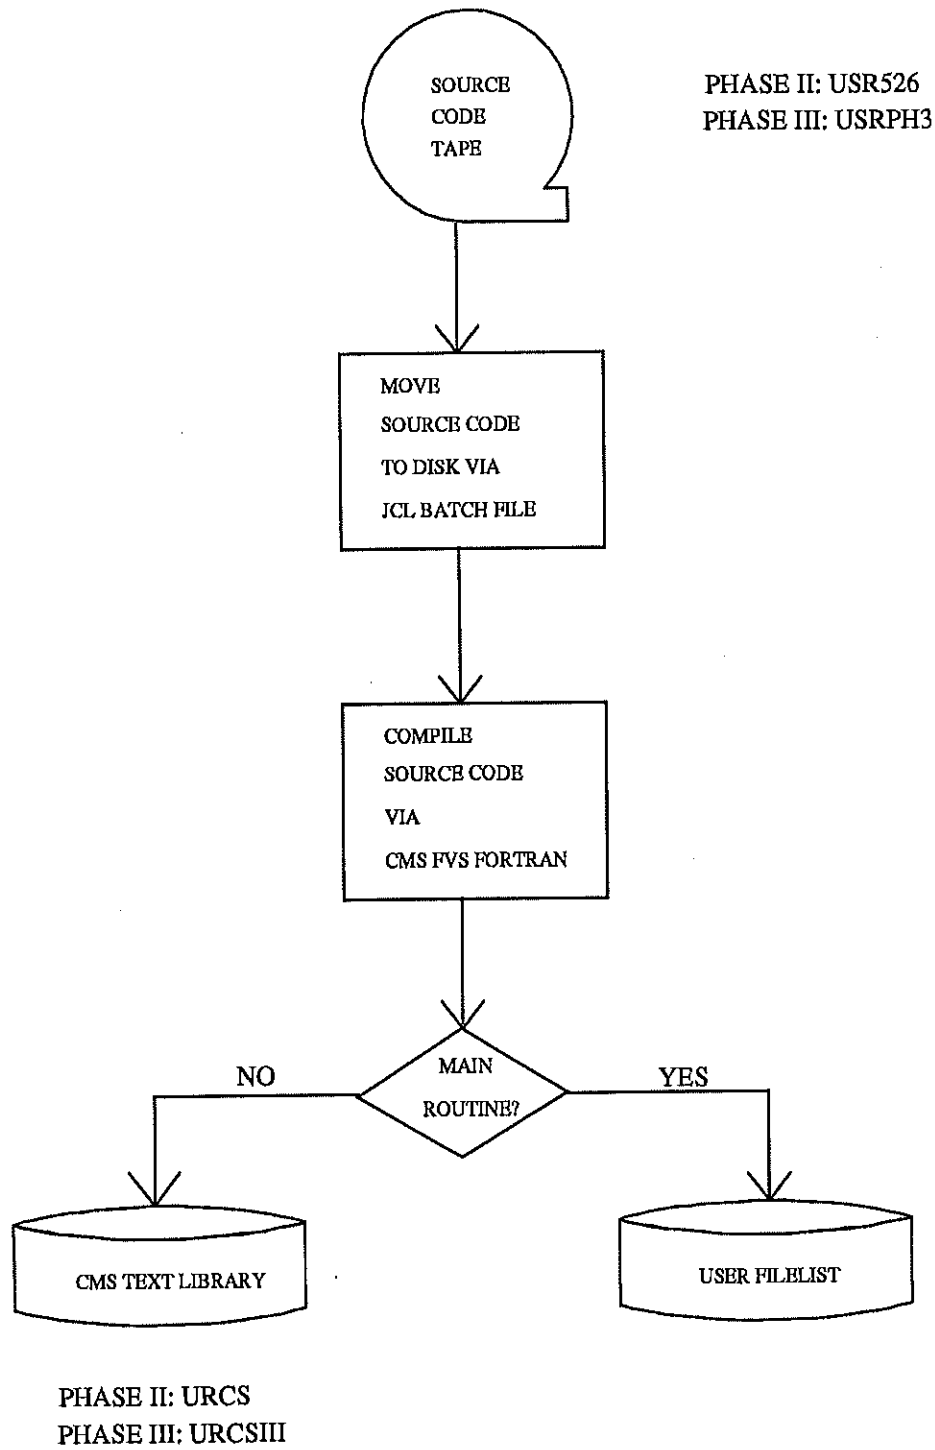 SOURCE
CODE
TAPE
PHASE II: USR526
PHASE III: USRPH3
MOVE
SOURCE CODE
TO DISK VIA
JCL BATCH FILE
COMPILE
SOURCE CODE
VIA
CMS FVS FORTRAN
MAIN
ROUTINE?
NO
YES
CMS TEXT LIBRARY
USER FILELIST
PHASE II: URCS
PHASE III: URCSIII